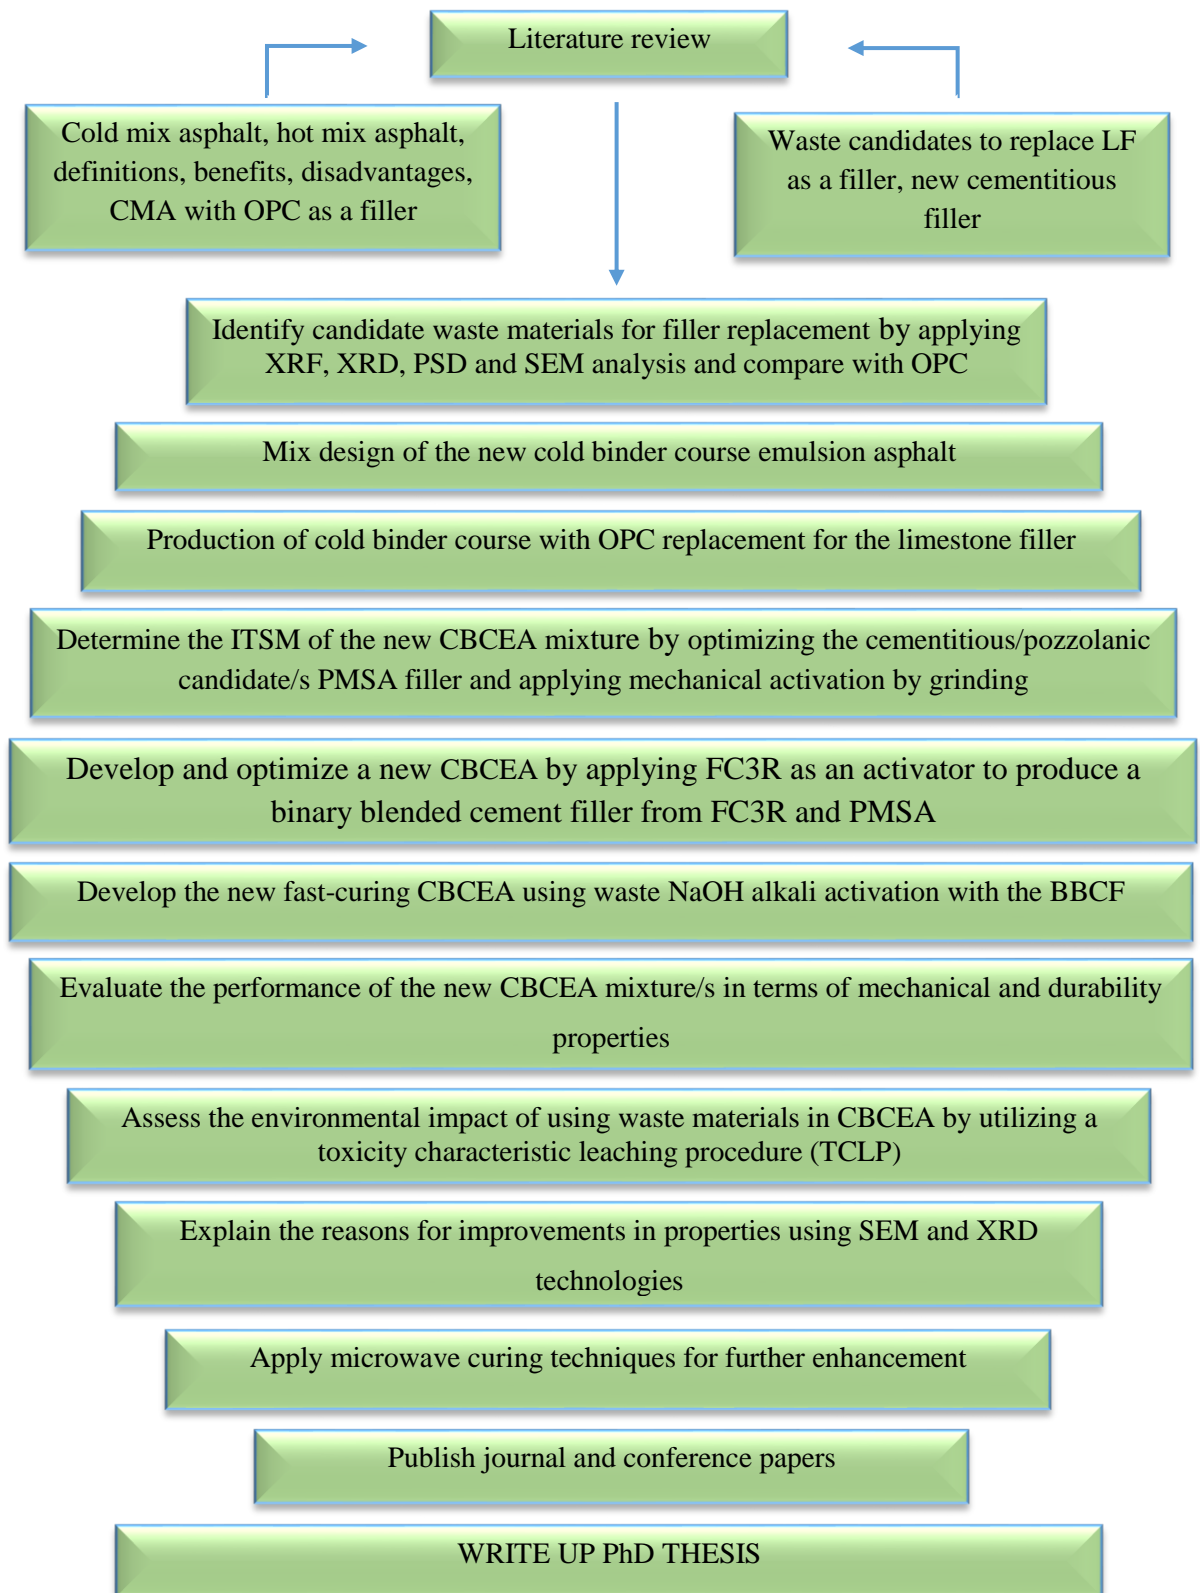 Literature review
Cold mix asphalt, hot mix asphalt,
definitions, benefits, disadvantages,
CMA with OPC as a filler
Waste candidates to replace LF
as a filler, new cementitious
filler
Identify candidate waste materials for filler replacement by applying
XRF, XRD, PSD and SEM analysis and compare with OPC
Mix design of the new cold binder course emulsion asphalt
Production of cold binder course with OPC replacement for the limestone filler
Determine the ITSM of the new CBCEA mixture by optimizing the cementitious/pozzolanic
candidate/s PMSA filler and applying mechanical activation by grinding
Develop and optimize a new CBCEA by applying FC3R as an activator to produce a
binary blended cement filler from FC3R and PMSA
Develop the new fast-curing CBCEA using waste NaOH alkali activation with the BBCF
Evaluate the performance of the new CBCEA mixture/s in terms of mechanical and durability
properties
Assess the environmental impact of using waste materials in CBCEA by utilizing a
toxicity characteristic leaching procedure (TCLP)
Explain the reasons for improvements in properties using SEM and XRD
technologies
Apply microwave curing techniques for further enhancement
Publish journal and conference papers
WRITE UP PhD THESIS